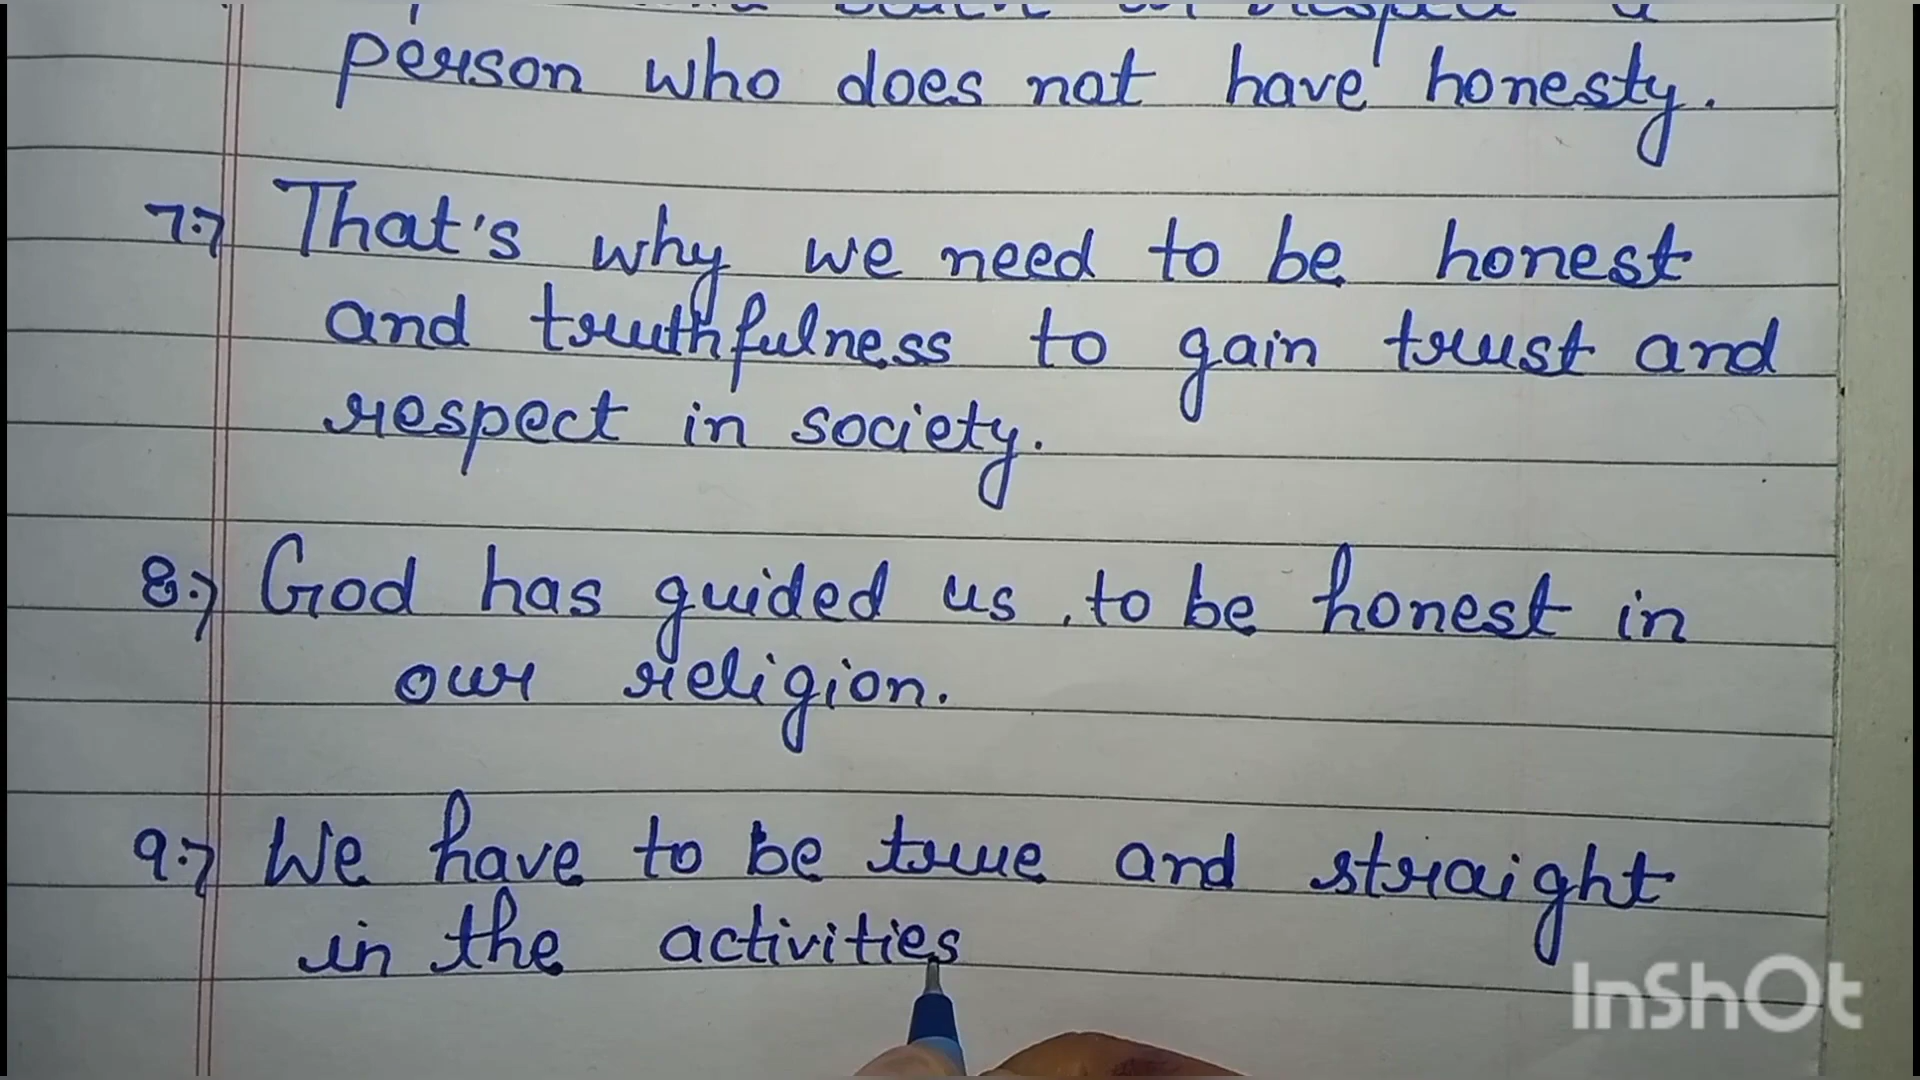 respect a
person who does not have honesty.
7.) That's why we need to be honest
and truthfulness to gain trust and
respect in society.
8.) God has guided us, to be honest in
our religion.
9.) We have to be true and straight
in the activities
InShOt